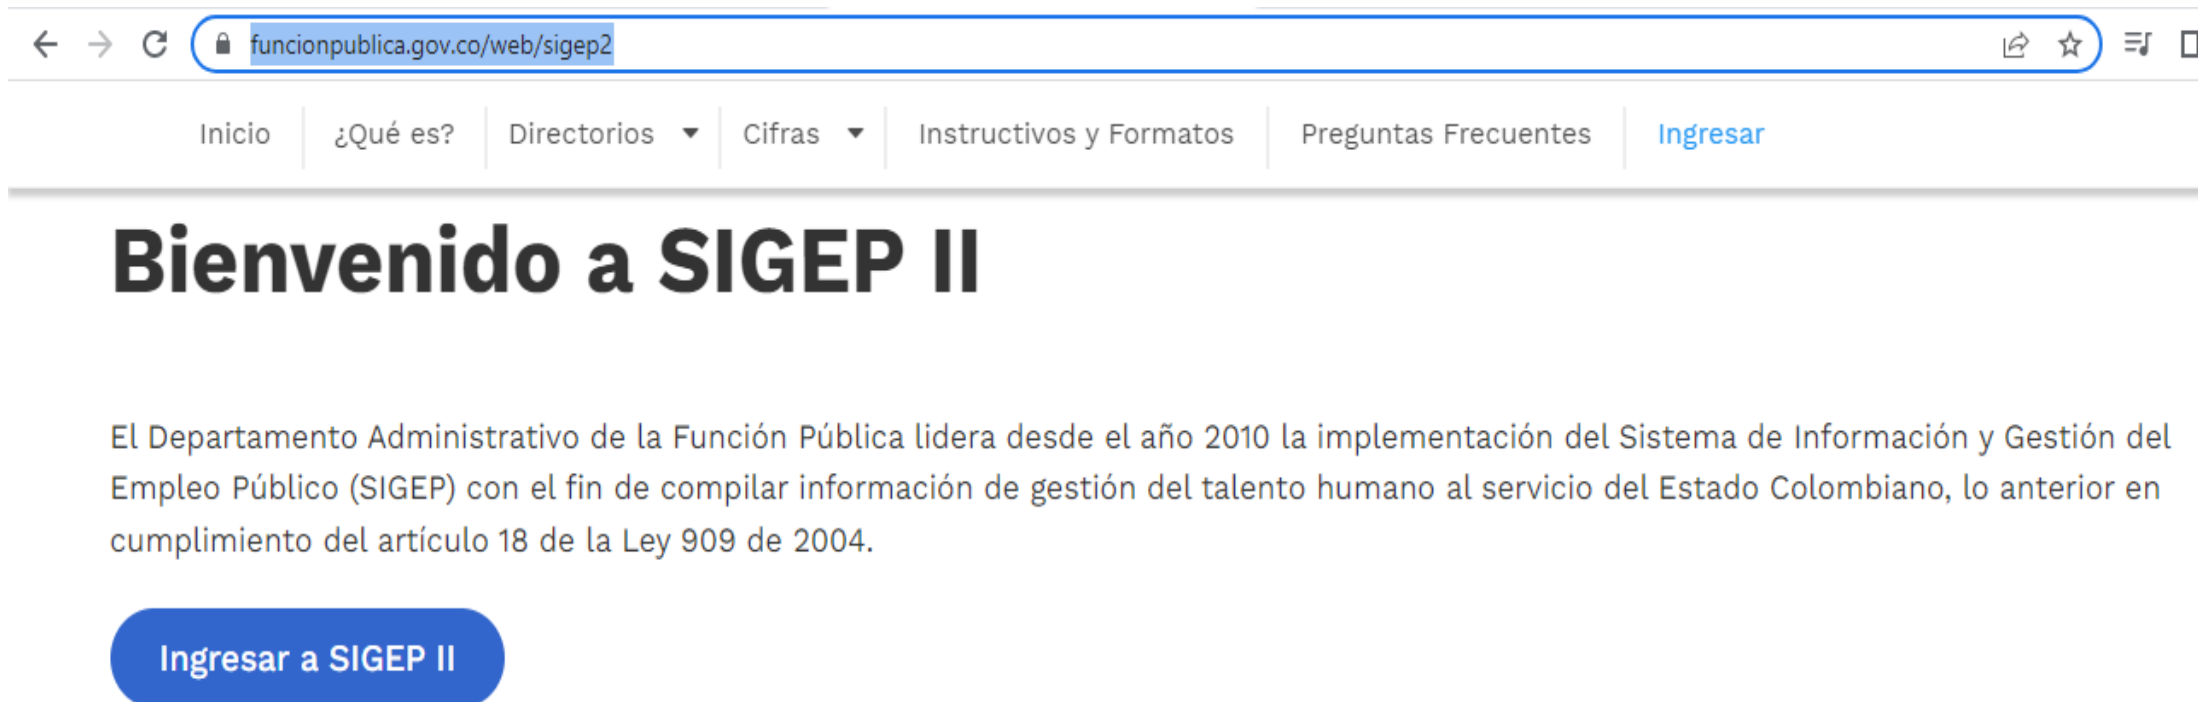 funcionpublica.gov.co/web/sigep2
Inicio ¿Qué es? Directorios Cifras Instructivos y Formatos Preguntas Frecuentes Ingresar
Bienvenido a SIGEP II
El Departamento Administrativo de la Función Pública lidera desde el año 2010 la implementación del Sistema de Información y Gestión del
Empleo Público (SIGEP) con el fin de compilar información de gestión del talento humano al servicio del Estado Colombiano, lo anterior en
cumplimiento del artículo 18 de la Ley 909 de 2004.
Ingresar a SIGEP II